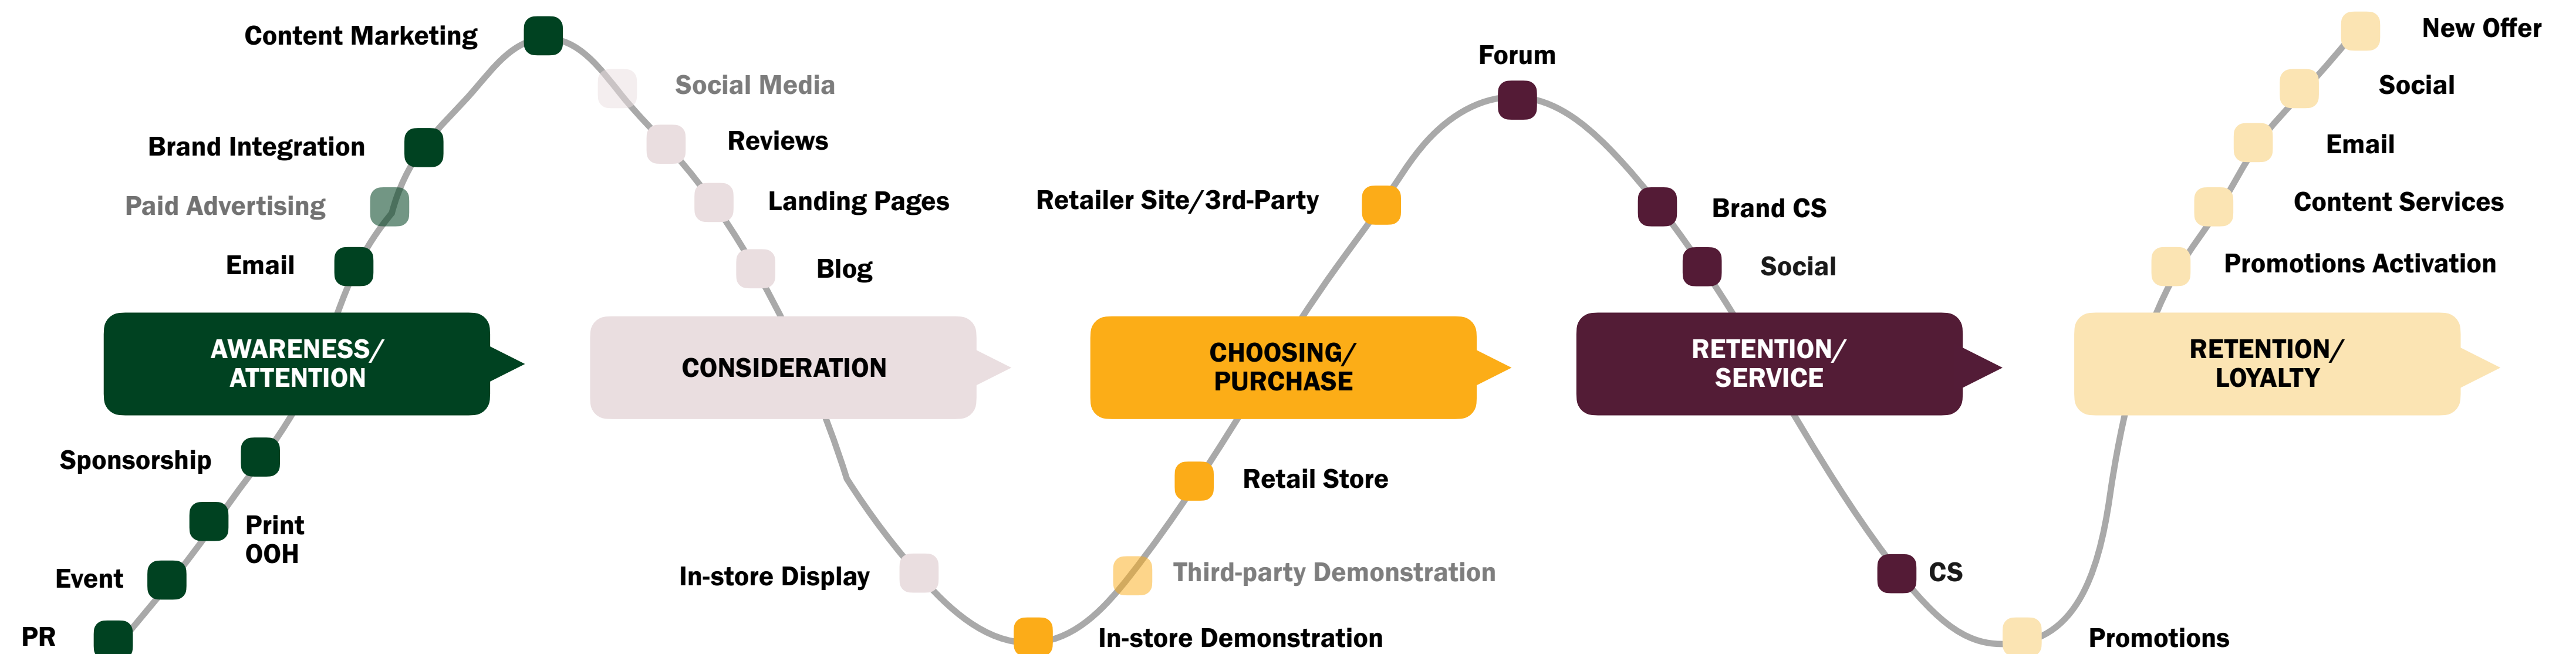 Content Marketing
Social Media
Brand Integration
Reviews
Paid Advertising
Landing Pages
Email
Blog
AWARENESS/
ATTENTION
Sponsorship
Print
OOH
Event
PR
CONSIDERATION
In-store Display
Forum
Retailer Site/3rd-Party
CHOOSING/
PURCHASE
Retail Store
Third-party Demonstration
In-store Demonstration
Brand CS
Social
RETENTION/
SERVICE
CS
New Offer
Social
Email
Content Services
Promotions Activation
RETENTION/
LOYALTY
Promotions